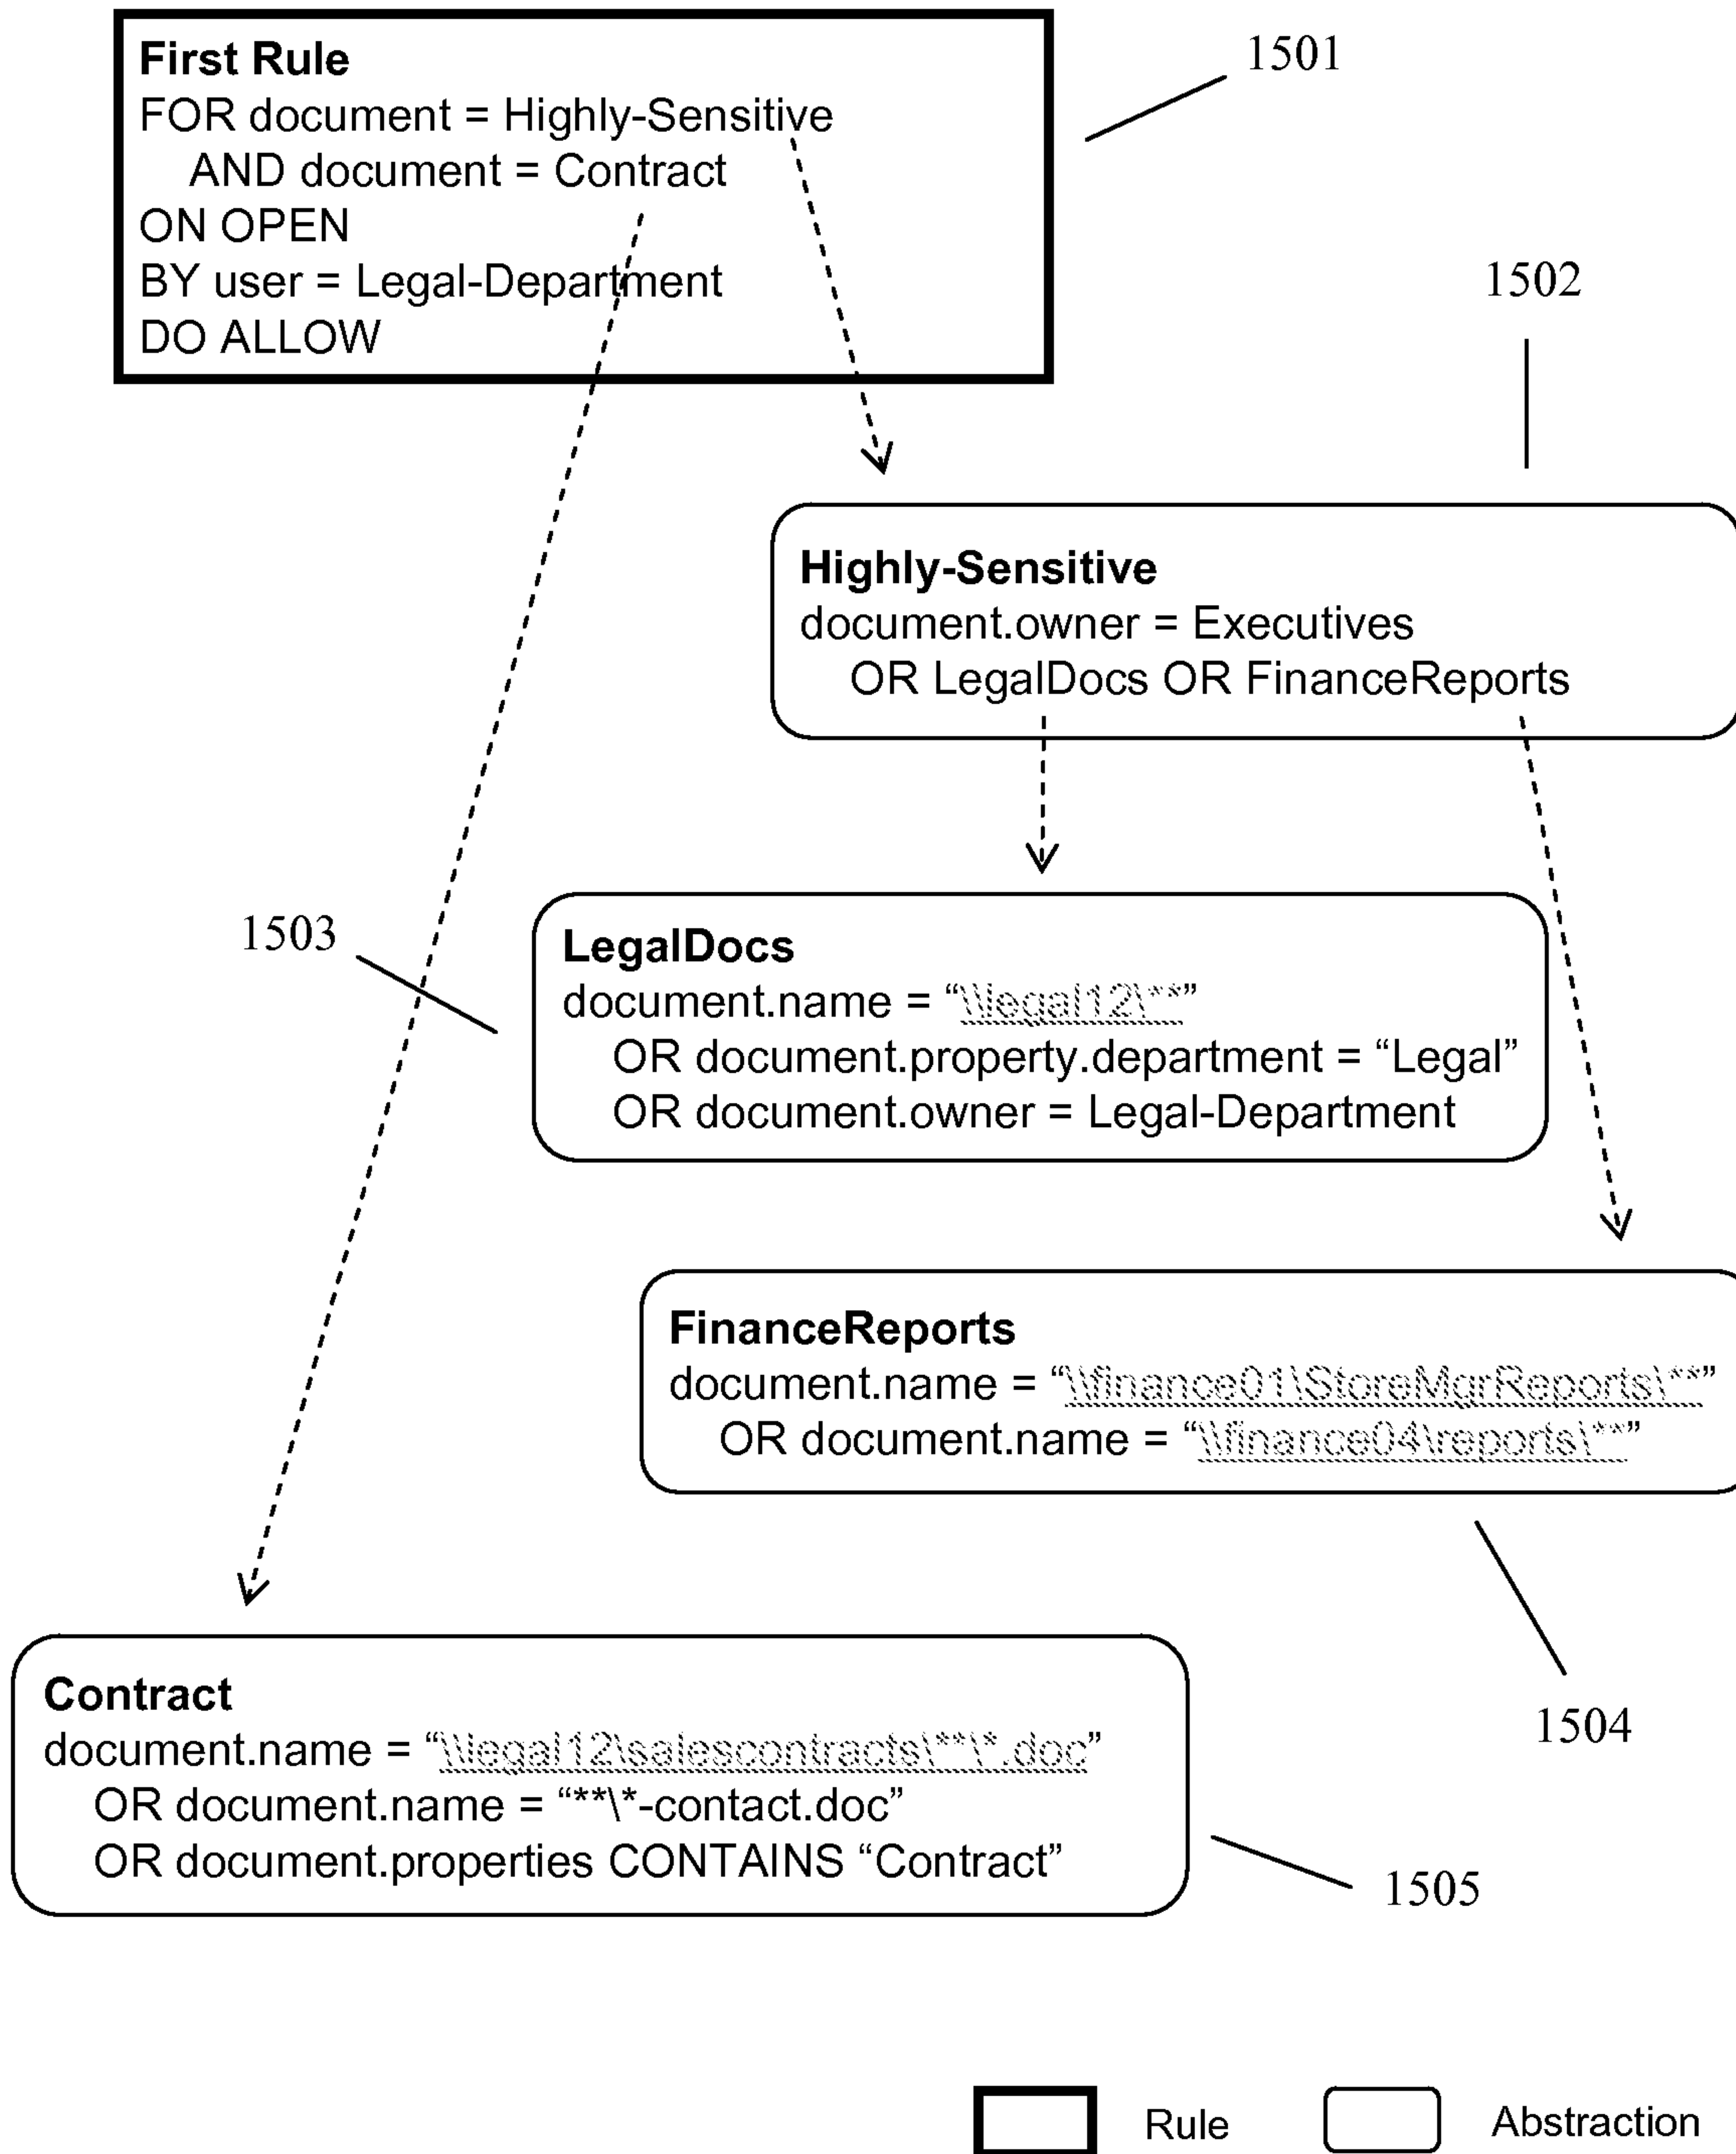 First Rule
FOR document = Highly-Sensitive
AND document = Contract
ON OPEN
BY user = Legal-Department
DO ALLOW
1501
1502
Highly-Sensitive
document.owner = Executives
OR LegalDocs OR FinanceReports
1503
LegalDocs
document.name = “\\legal12\**”
OR document.property.department = “Legal”
OR document.owner = Legal-Department
FinanceReports
document.name = “\\finance01\StoreMgrReports\**”
OR document.name = “\\finance04\reports\**”
1504
Contract
document.name = “\\legal12\salescontracts\**\*.doc”
OR document.name = “**\*-contact.doc”
OR document.properties CONTAINS “Contract”
1505
Rule
Abstraction